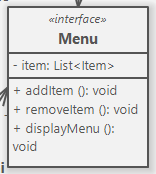 «interface»
Menu
- item: List<Item>
+ addItem (): void
+ removeItem (): void
+ displayMenu ():
void